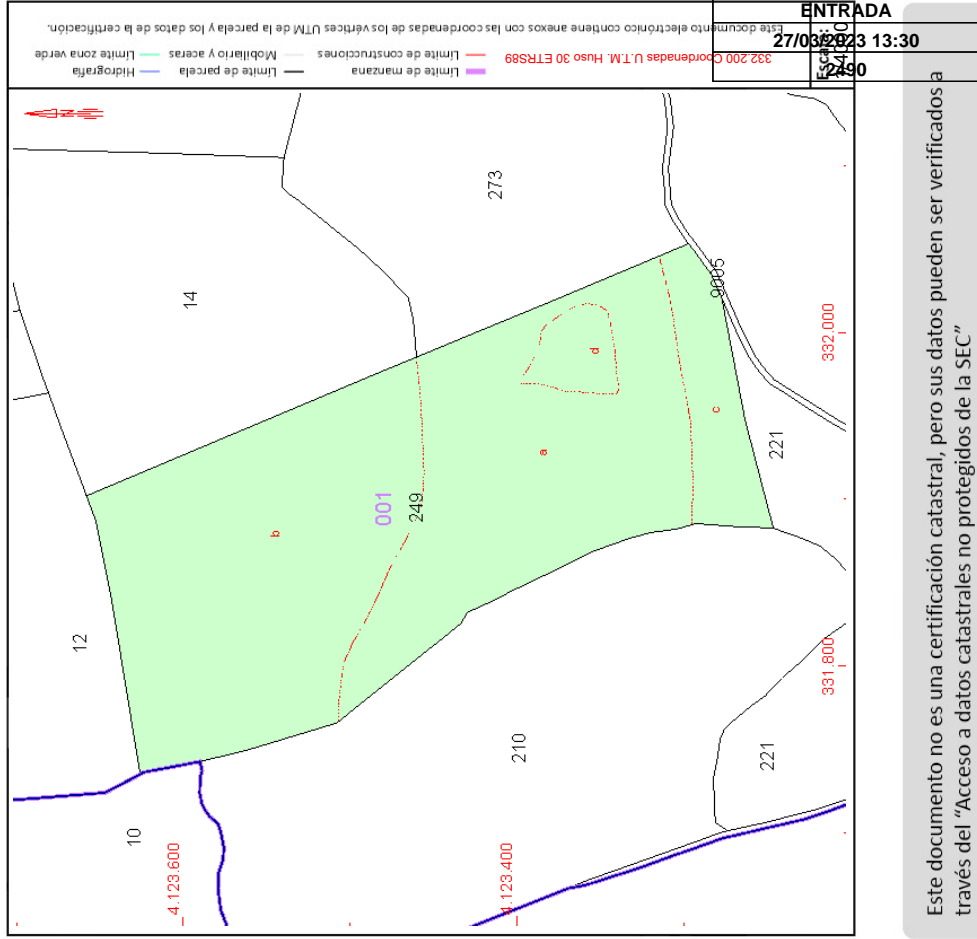 ENTRADA
27/03/2023 13:30
2490
Este documento electrónico contiene anexos con las coordenadas de los vértices UTM de la parcela y los datos de la certificación.
332.200 Coordenadas U.T.M. Huso 30 ETRS89
Límite de manzana
Límite de construcciones
Límite de parcela
Mobiliario y aceras
Hidrografía
Límite zona verde
N
14
273
12
001
249
b
a
d
c
9005
221
332.000
331.800
10
210
221
4.123.600
4.123.400
Este documento no es una certificación catastral, pero sus datos pueden ser verificados a
través del “Acceso a datos catastrales no protegidos de la SEC”